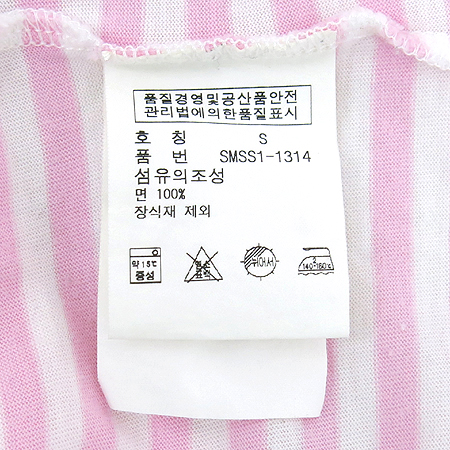 품질경영및공산품안전
관리법에의한품질표시
호 칭 S
품 번 SMSS1-1314
섬유의조성
면 100%
장식재 제외
약 15℃
중성
140~160℃